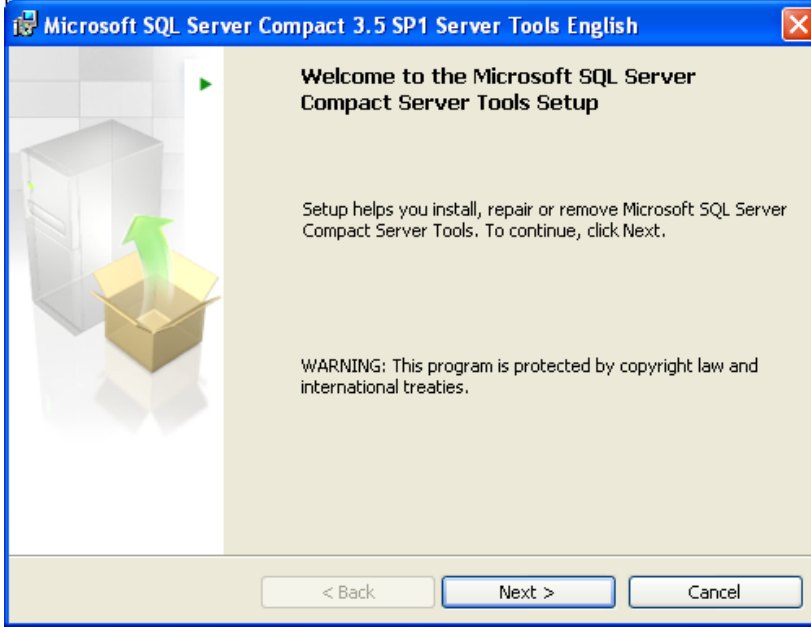 Microsoft SQL Server Compact 3.5 SP1 Server Tools English
Welcome to the Microsoft SQL Server
Compact Server Tools Setup
Setup helps you install, repair or remove Microsoft SQL Server
Compact Server Tools. To continue, click Next.
WARNING: This program is protected by copyright law and
international treaties.
< Back
Next >
Cancel